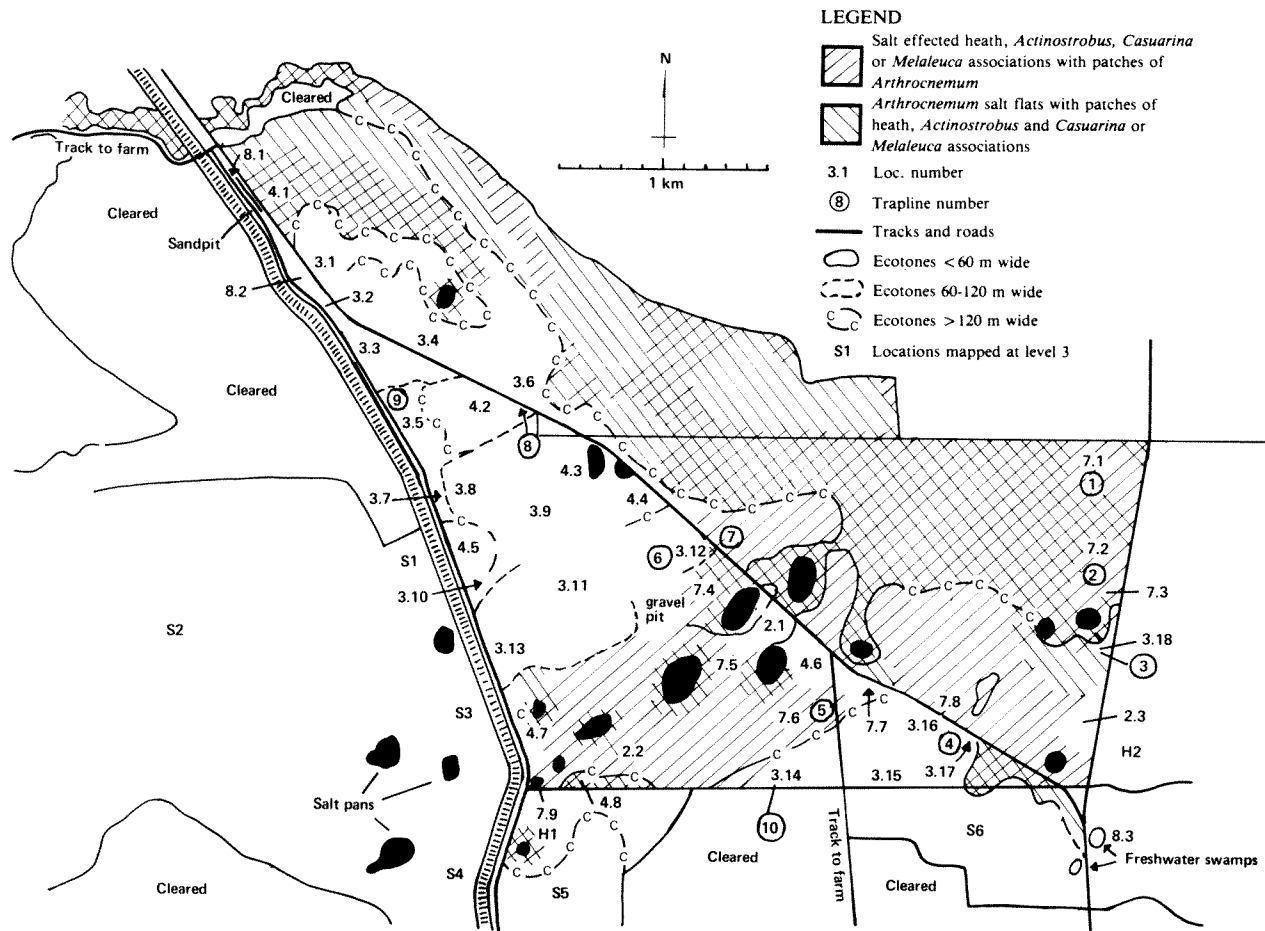 LEGEND
Salt effected heath, Actinostrobus, Casuarina
or Melaleuca associations with patches of
Arthrocnemum
Arthrocnemum salt flats with patches of
heath, Actinostrobus and Casuarina or
Melaleuca associations
3.1 Loc. number
8 Trapline number
Tracks and roads
Ecotones <60 m wide
Ecotones 60-120 m wide
C C Ecotones >120 m wide
S1 Locations mapped at level 3
N
1 km
Cleared
Track to farm
8.1
4.1
Cleared
Sandpit
3.1
8.2
3.2
3.3
3.4
Cleared
3.6
9
4.2
3.5
8
4.3
7.1
1
3.7
3.8
4.4
3.9
7
S1
4.5
6
3.12
7.2
2
3.10
3.11
7.4
7.3
gravel
pit
S2
2.1
3.18
3.13
7.5
4.6
3
S3
4.7
7.6
5
7.7
7.8
3.16
2.3
2.2
4
H2
3.14
3.15
3.17
Salt pans
4.8
7.9
H1
10
S6
8.3
Cleared
Track to farm
Freshwater swamps
S4
S5
Cleared
Cleared